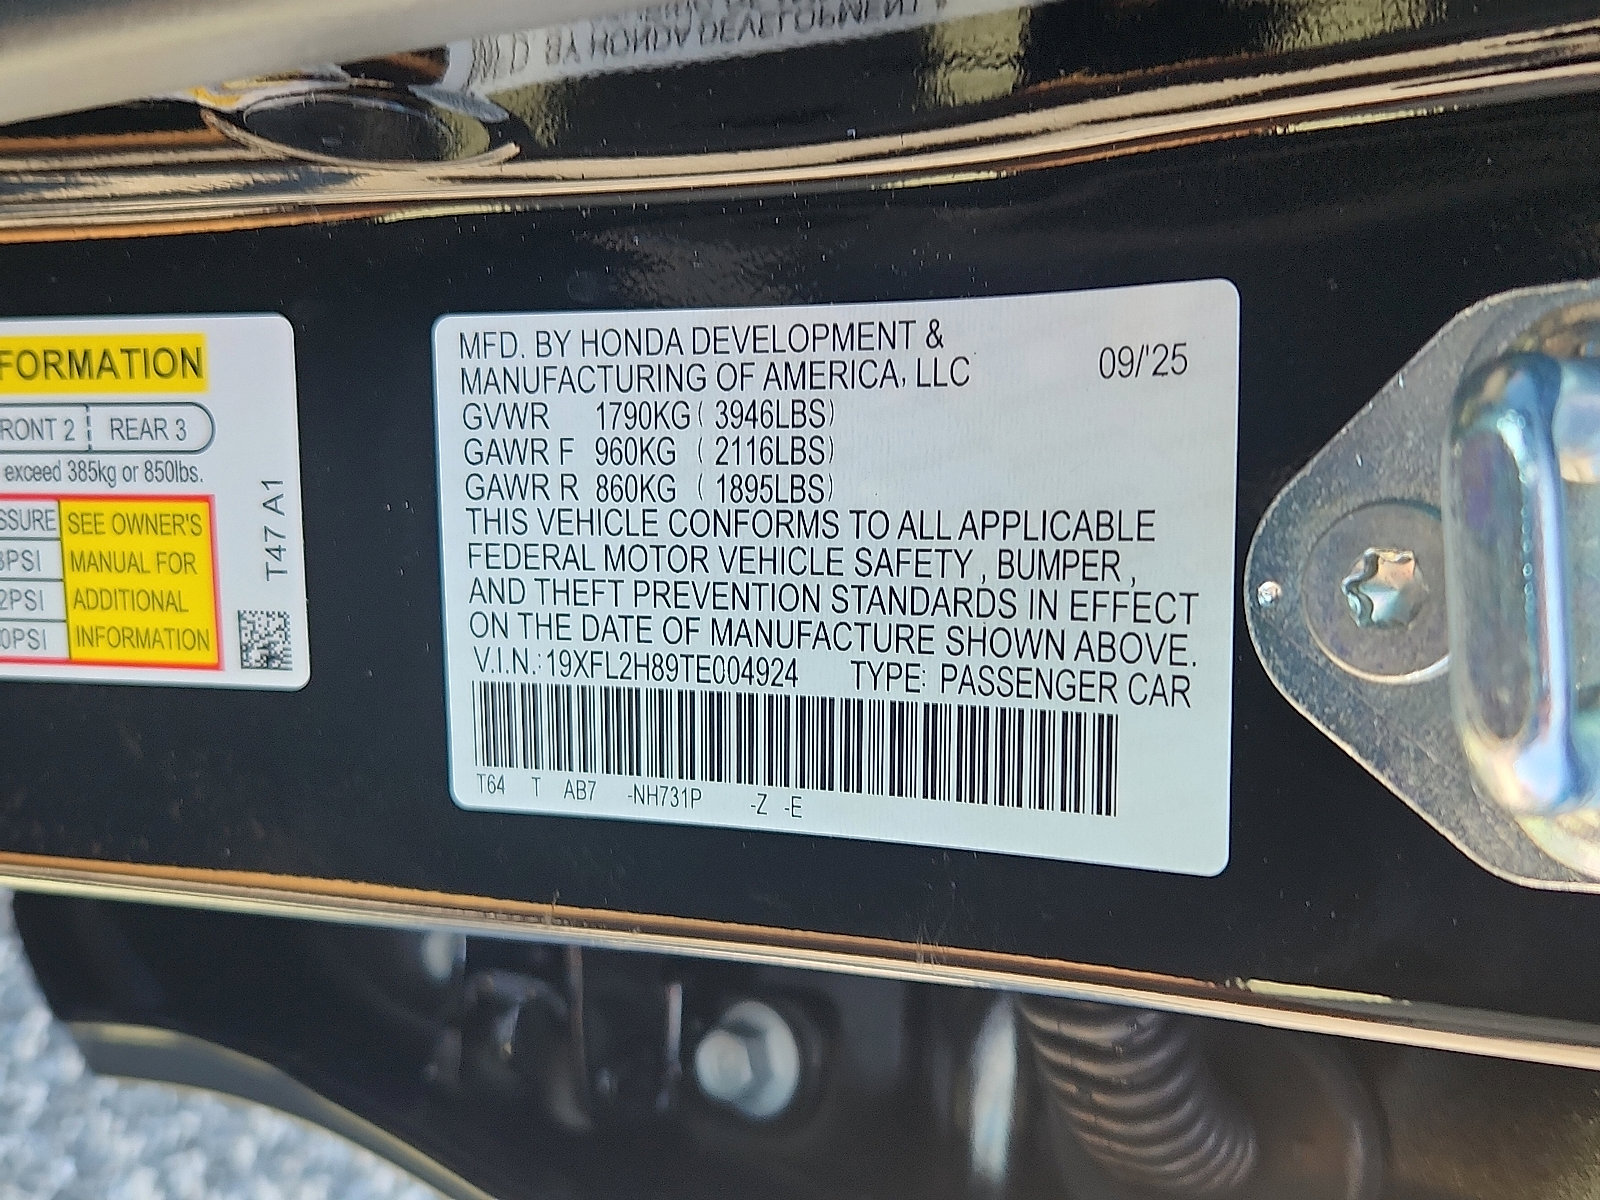 FORMATION
RONT 2 REAR 3
exceed 385kg or 850lbs.
SSURE SEE OWNER'S
PSI MANUAL FOR
2PSI ADDITIONAL
0PSI INFORMATION
T47 A1
MFD. BY HONDA DEVELOPMENT &
MANUFACTURING OF AMERICA, LLC 09/'25
GVWR 1790KG ( 3946LBS)
GAWR F 960KG ( 2116LBS)
GAWR R 860KG ( 1895LBS)
THIS VEHICLE CONFORMS TO ALL APPLICABLE
FEDERAL MOTOR VEHICLE SAFETY , BUMPER ,
AND THEFT PREVENTION STANDARDS IN EFFECT
ON THE DATE OF MANUFACTURE SHOWN ABOVE.
V.I.N.: 19XFL2H89TE004924 TYPE: PASSENGER CAR
T64 T AB7 -NH731P -Z -E